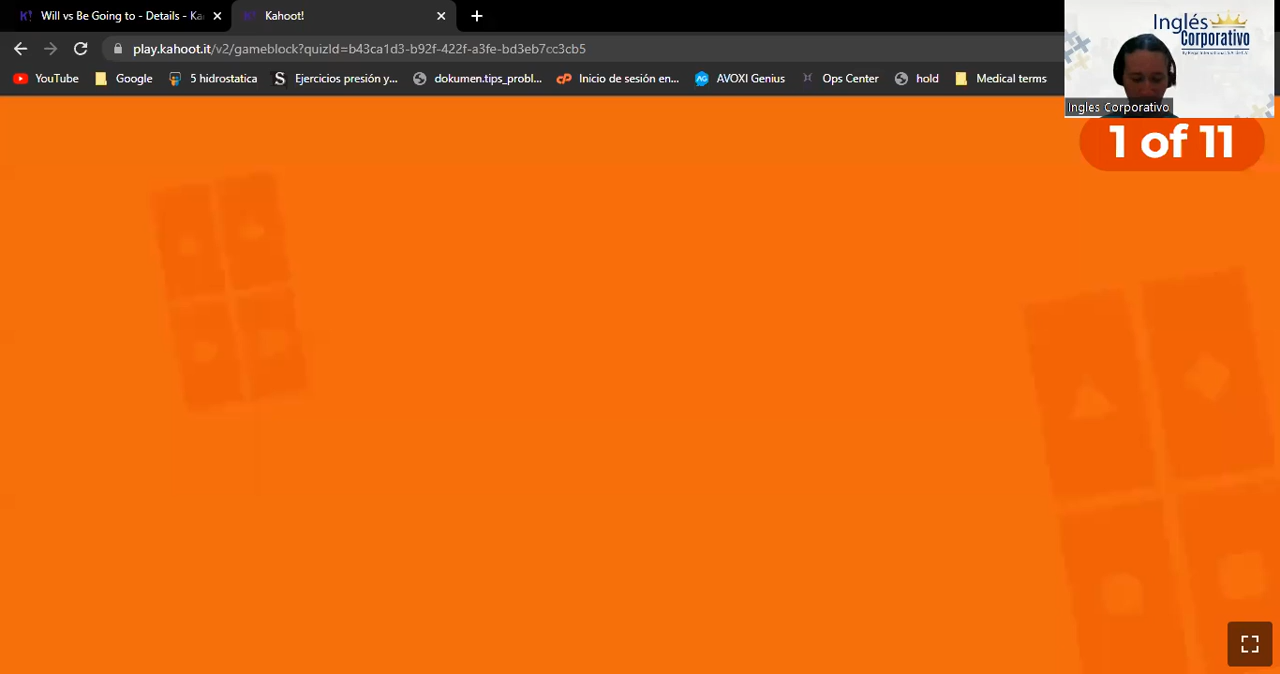 Will vs Be Going to - Details - Ka
Kahoot!
play.kahoot.it/v2/gameblock?quizId=b43ca1d3-b92f-422f-a3fe-bd3eb7cc3cb5
YouTube
Google
5 hidrostatica
Ejercicios presión y...
dokumen.tips_probl...
Inicio de sesión en...
AVOXI Genius
Ops Center
hold
Medical terms
Inglés
Corporativo
Ingles Corporativo
1 of 11